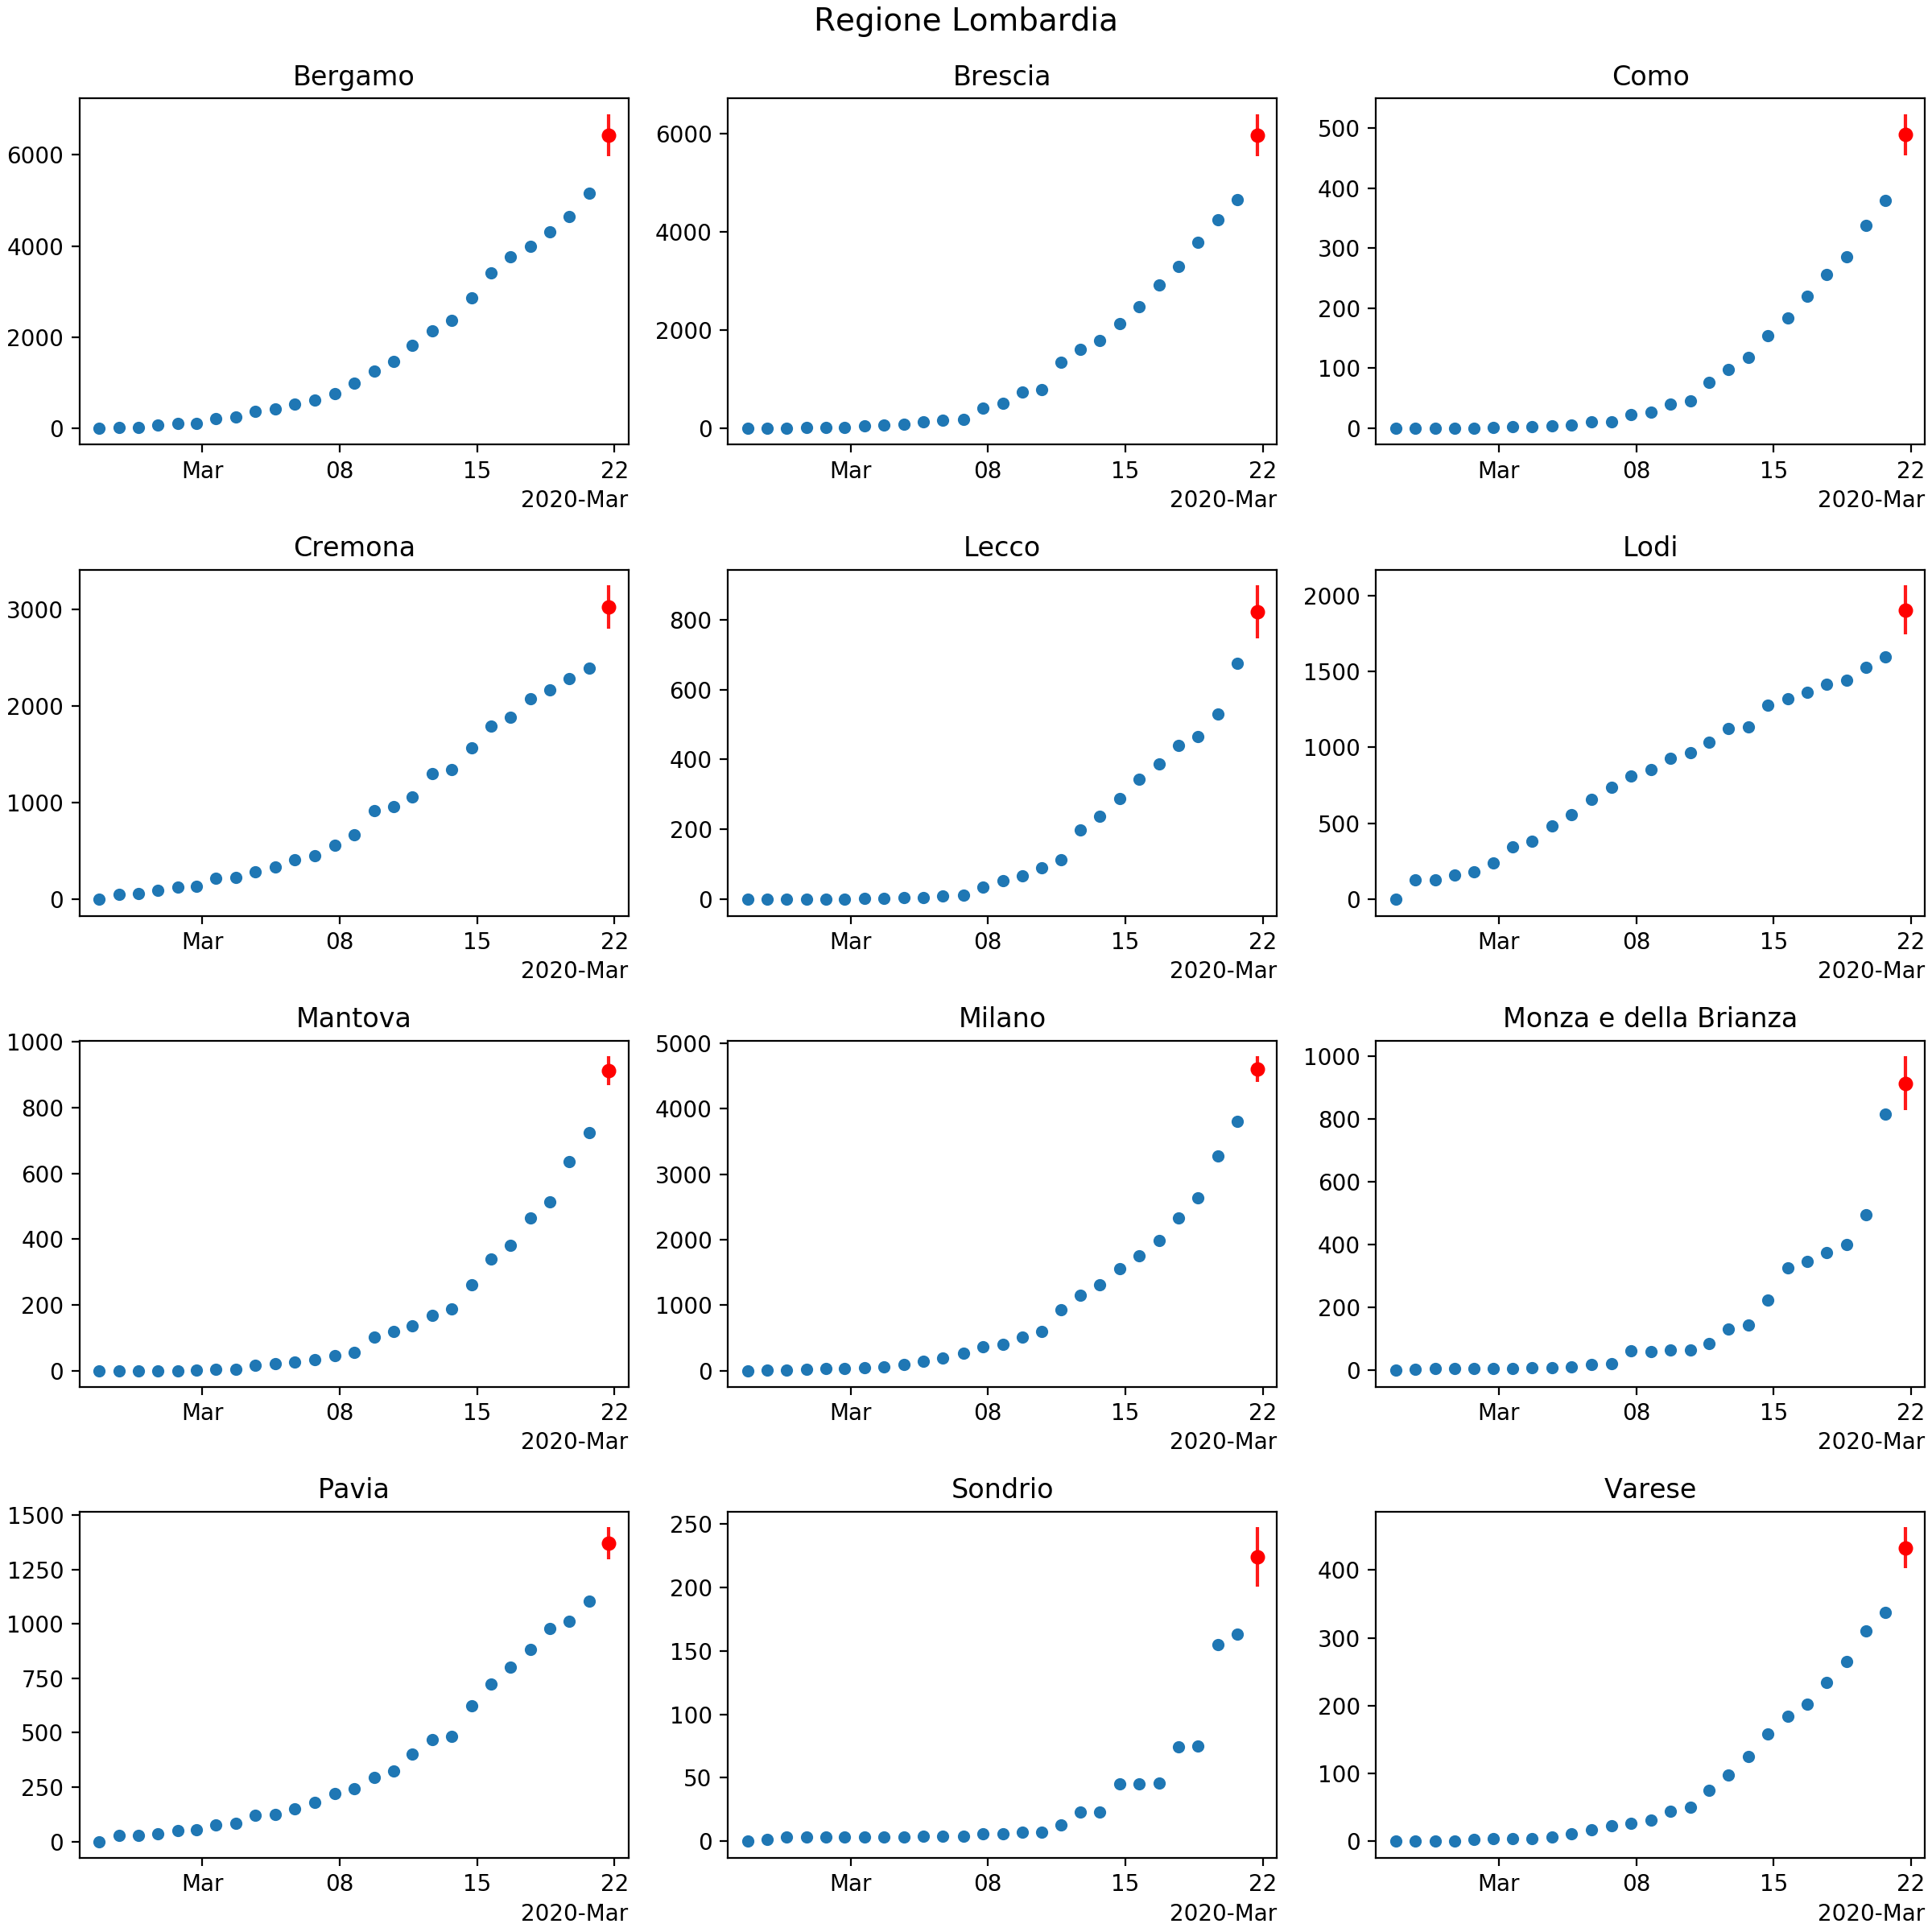 Regione Lombardia
Bergamo
6000
4000
2000
0
Mar 08 15 22
2020-Mar
Brescia
6000
4000
2000
0
Mar 08 15 22
2020-Mar
Como
500
400
300
200
100
0
Mar 08 15 22
2020-Mar
Cremona
3000
2000
1000
0
Mar 08 15 22
2020-Mar
Lecco
800
600
400
200
0
Mar 08 15 22
2020-Mar
Lodi
2000
1500
1000
500
0
Mar 08 15 22
2020-Mar
Mantova
1000
800
600
400
200
0
Mar 08 15 22
2020-Mar
Milano
5000
4000
3000
2000
1000
0
Mar 08 15 22
2020-Mar
Monza e della Brianza
1000
800
600
400
200
0
Mar 08 15 22
2020-Mar
Pavia
1500
1250
1000
750
500
250
0
Mar 08 15 22
2020-Mar
Sondrio
250
200
150
100
50
0
Mar 08 15 22
2020-Mar
Varese
400
300
200
100
0
Mar 08 15 22
2020-Mar